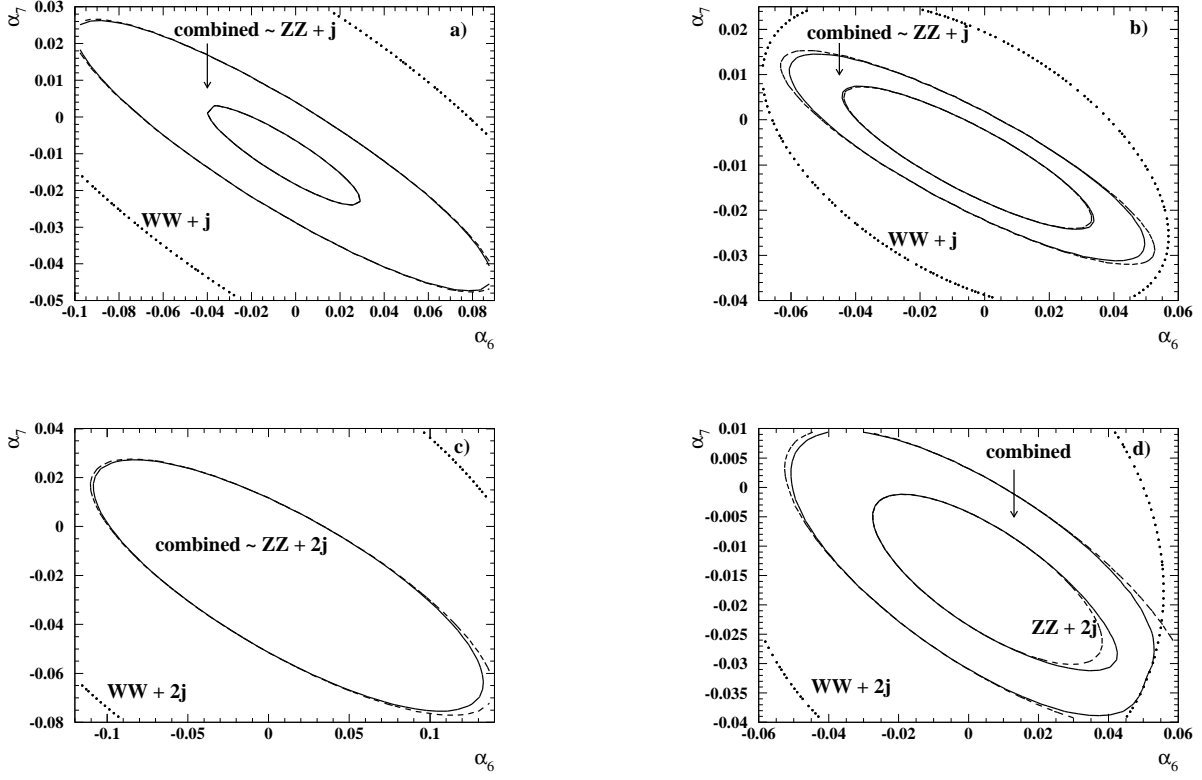 α7
0.03
0.02
0.01
0
-0.01
-0.02
-0.03
-0.04
-0.05
-0.1 -0.08 -0.06 -0.04 -0.02 0 0.02 0.04 0.06 0.08
α6
a)
combined ~ ZZ + j
WW + j
α7
0.02
0.01
0
-0.01
-0.02
-0.03
-0.04
-0.06 -0.04 -0.02 0 0.02 0.04 0.06
α6
b)
combined ~ ZZ + j
WW + j
α7
0.04
0.02
0
-0.02
-0.04
-0.06
-0.08
-0.1 -0.05 0 0.05 0.1
α6
c)
combined ~ ZZ + 2j
WW + 2j
α7
0.01
0.005
0
-0.005
-0.01
-0.015
-0.02
-0.025
-0.03
-0.035
-0.04
-0.06 -0.04 -0.02 0 0.02 0.04 0.06
α6
d)
combined
ZZ + 2j
WW + 2j